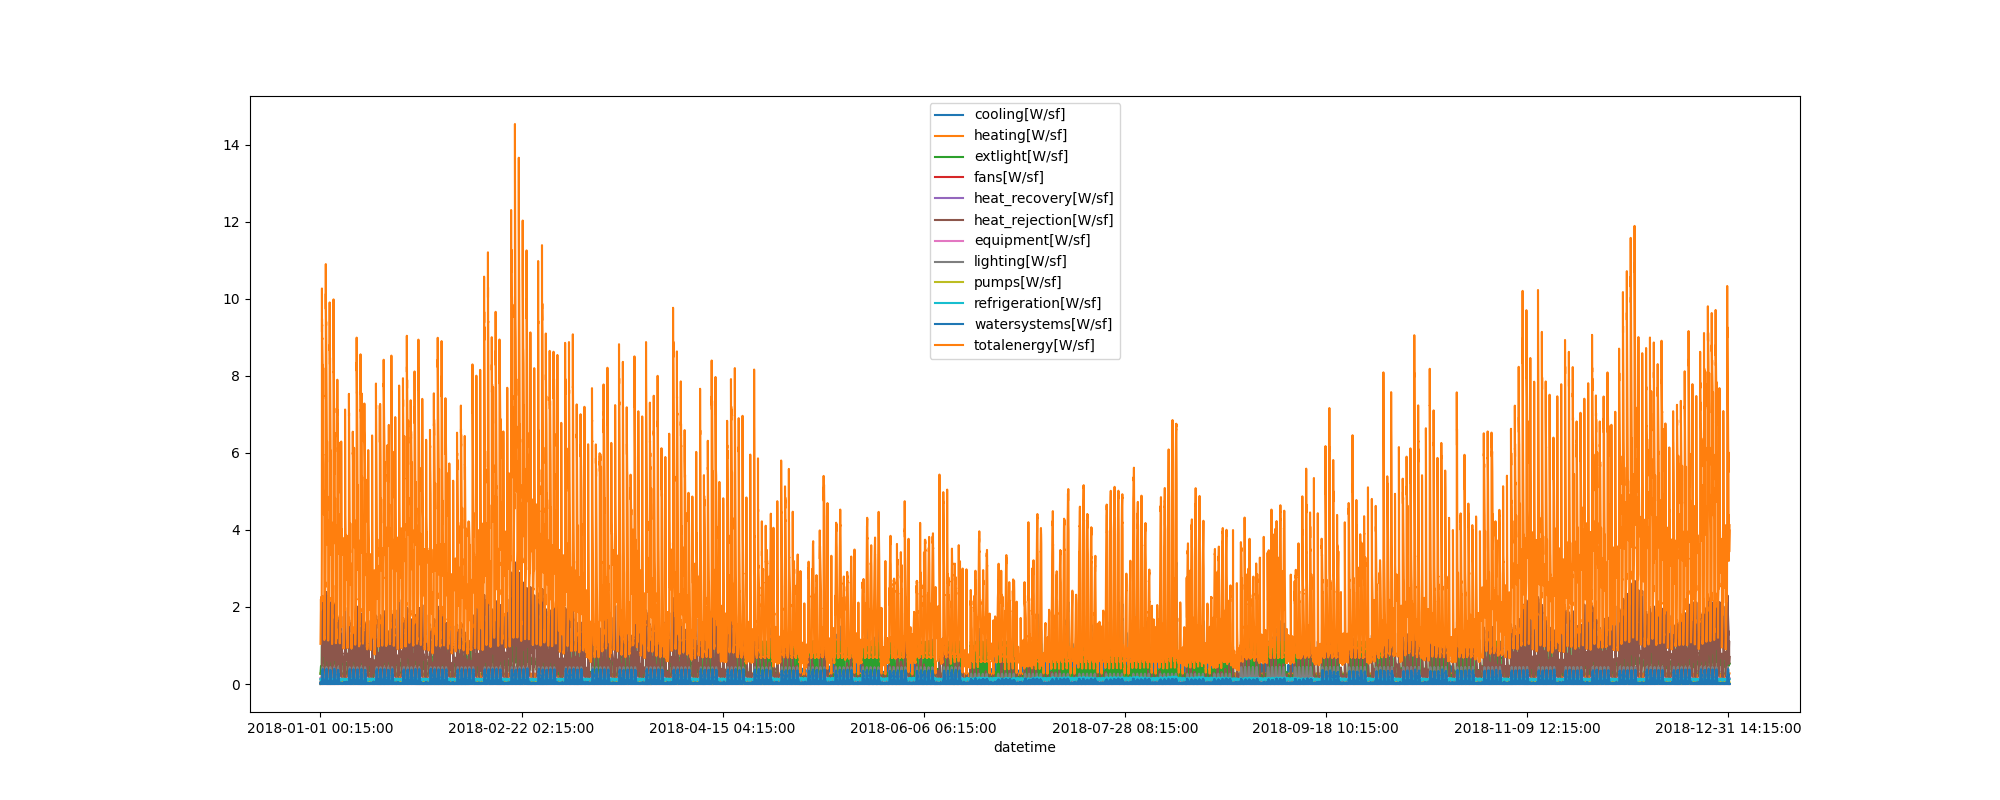 cooling[W/sf]
heating[W/sf]
extlight[W/sf]
fans[W/sf]
heat_recovery[W/sf]
heat_rejection[W/sf]
equipment[W/sf]
lighting[W/sf]
pumps[W/sf]
refrigeration[W/sf]
watersystems[W/sf]
totalenergy[W/sf]
14
12
10
8
6
4
2
0
2018-01-01 00:15:00 2018-02-22 02:15:00 2018-04-15 04:15:00 2018-06-06 06:15:00 2018-07-28 08:15:00 2018-09-18 10:15:00 2018-11-09 12:15:00 2018-12-31 14:15:00
datetime